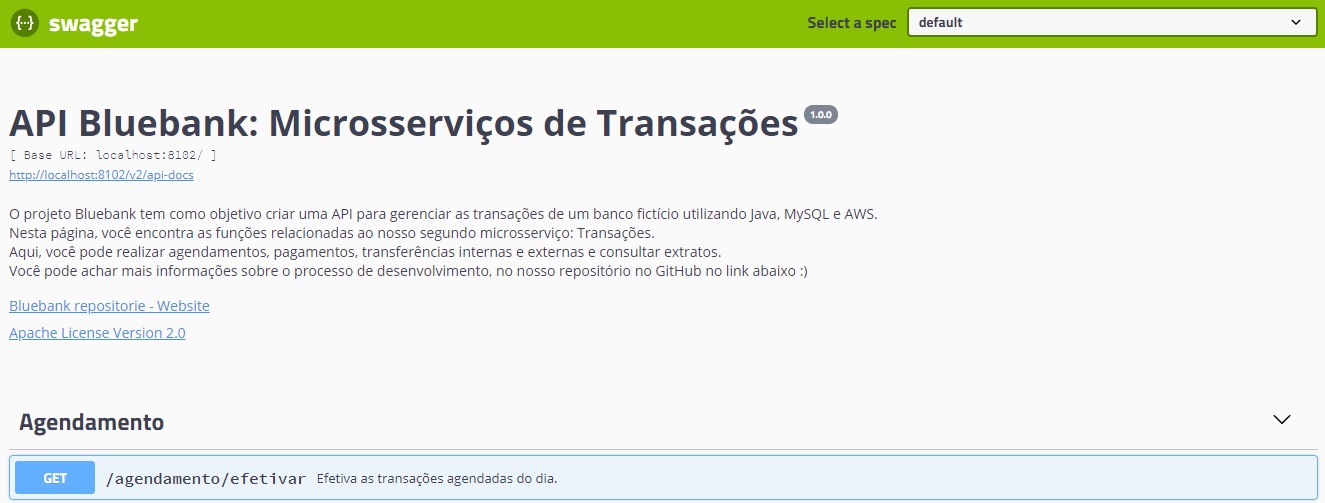 {···} swagger
Select a spec default
API Bluebank: Microsserviços de Transações 1.0.0
[ Base URL: localhost:8102/ ]
http://localhost:8102/v2/api-docs
O projeto Bluebank tem como objetivo criar uma API para gerenciar as transações de um banco fictício utilizando Java, MySQL e AWS.
Nesta página, você encontra as funções relacionadas ao nosso segundo microsserviço: Transações.
Aqui, você pode realizar agendamentos, pagamentos, transferências internas e externas e consultar extratos.
Você pode achar mais informações sobre o processo de desenvolvimento, no nosso repositório no GitHub no link abaixo :)
Bluebank repositorie - Website
Apache License Version 2.0
Agendamento
GET /agendamento/efetivar Efetiva as transações agendadas do dia.